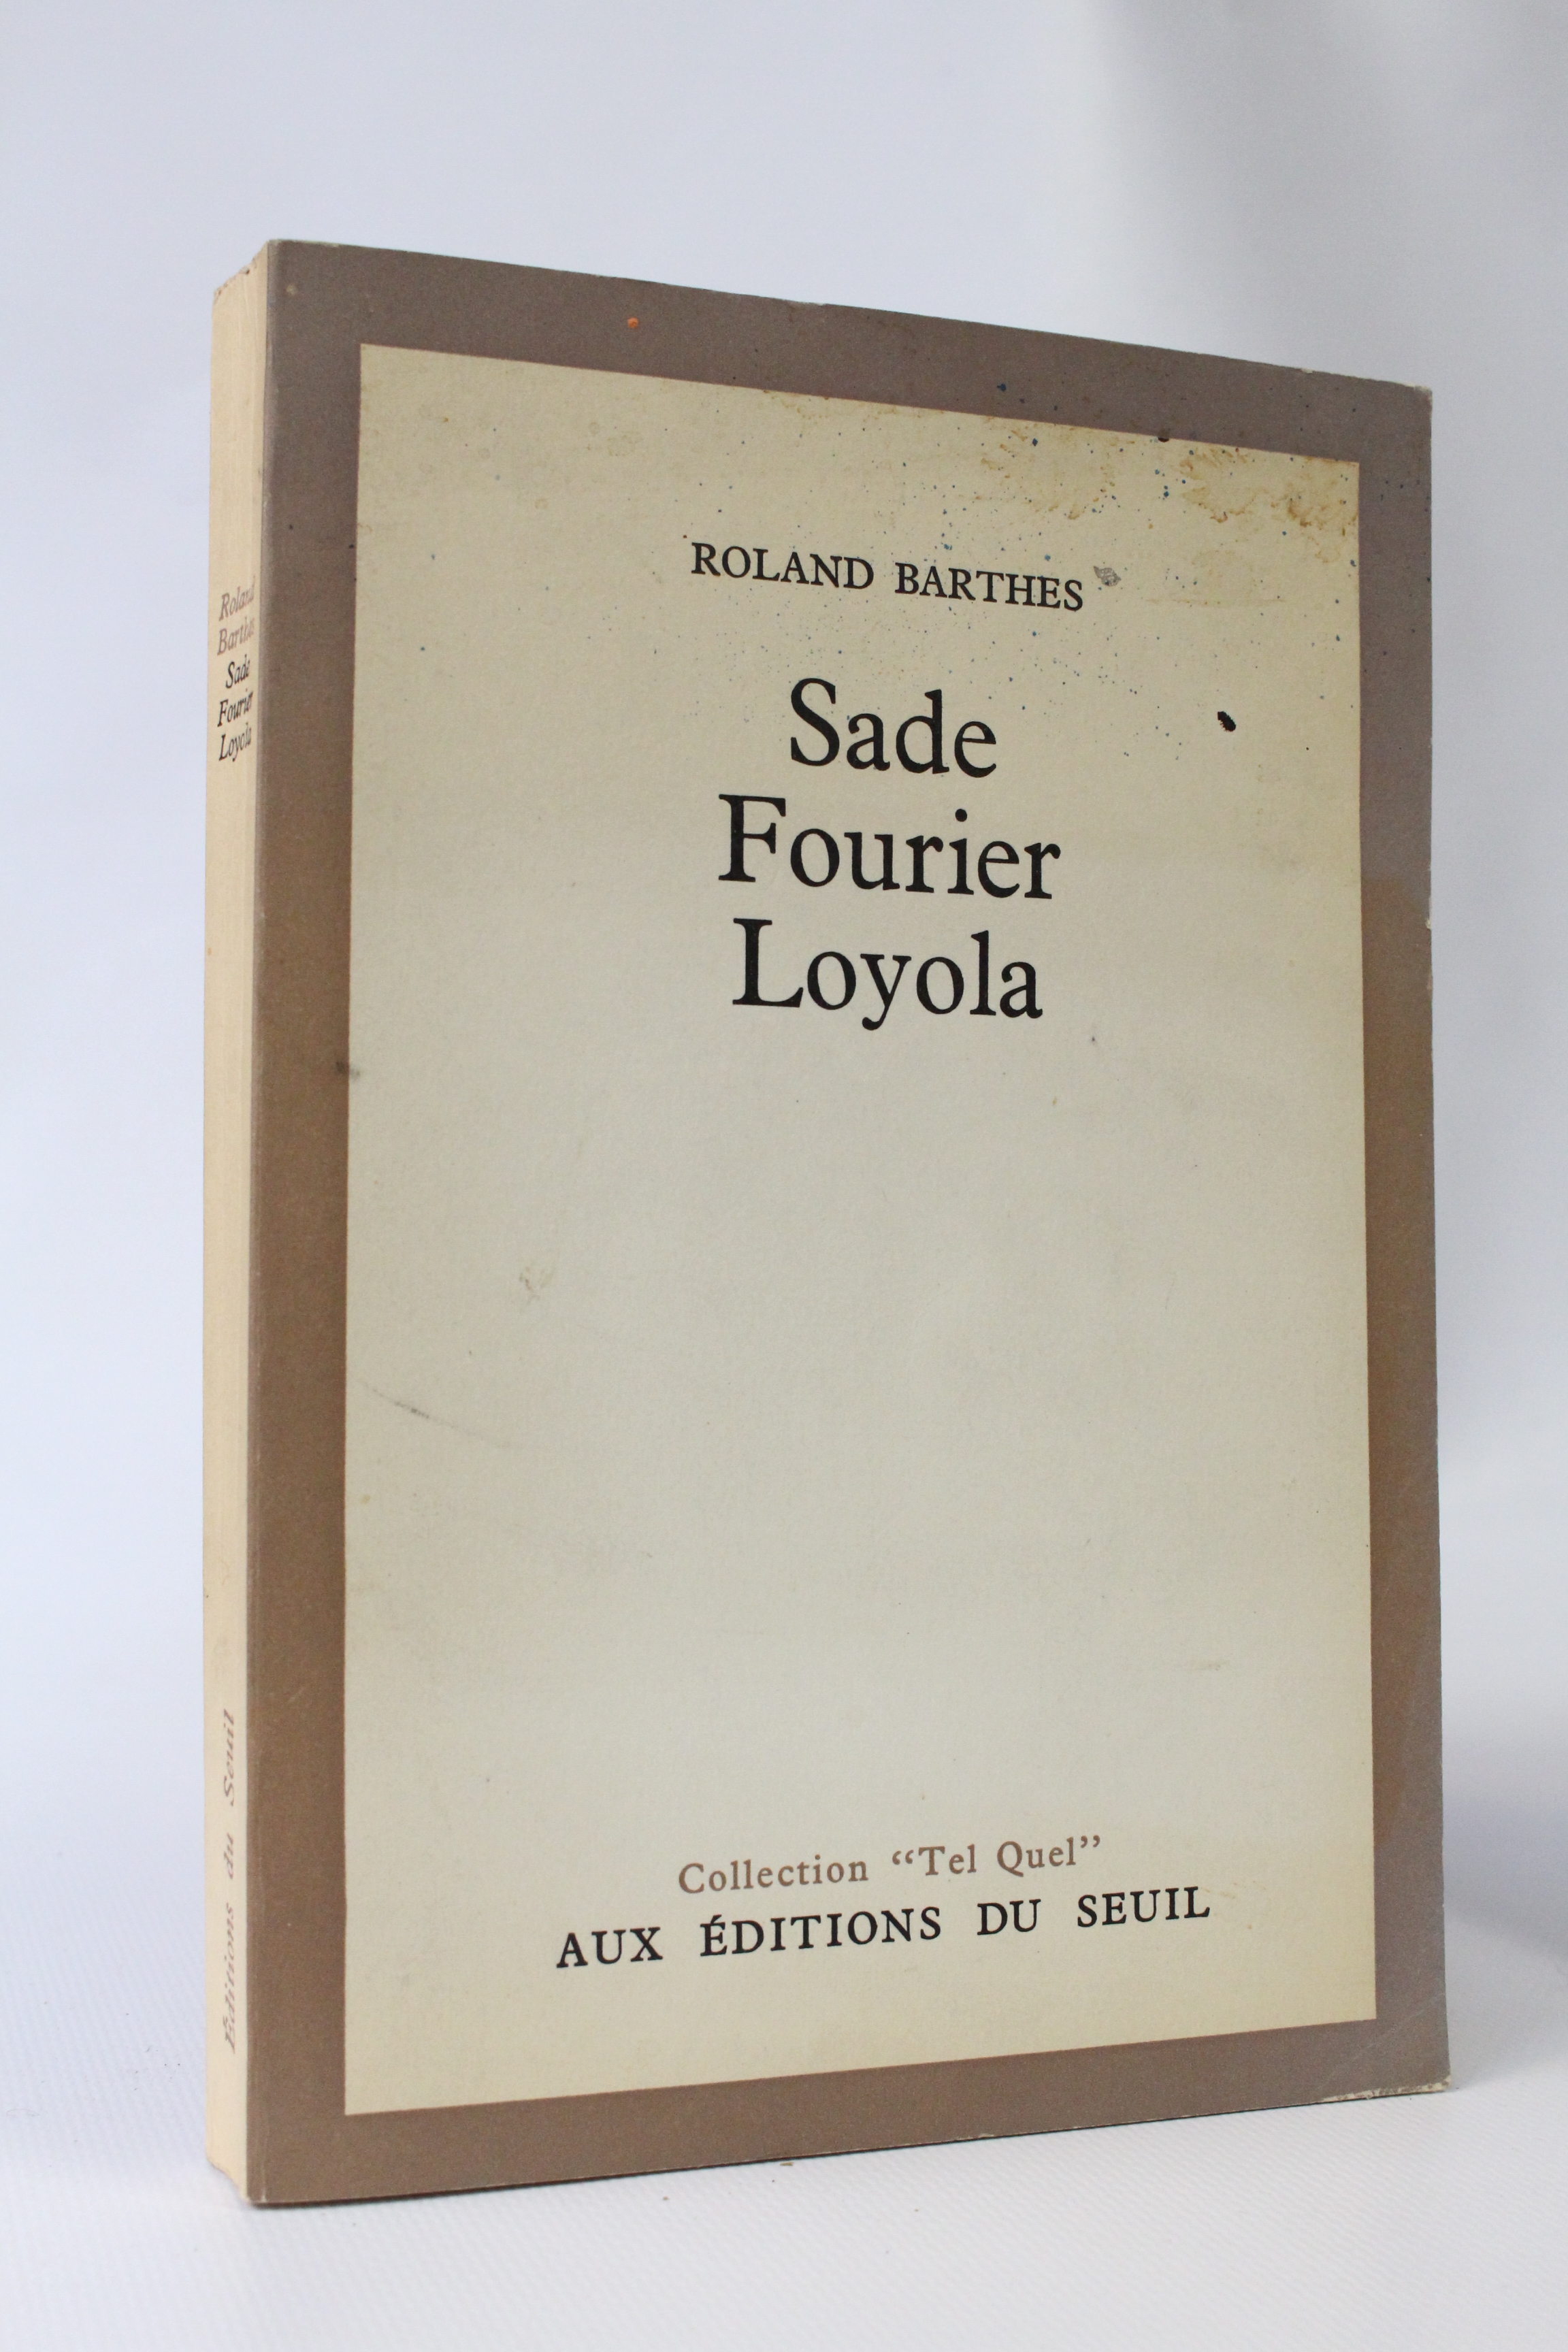 ROLAND BARTHES
Sade
Fourier
Loyola
Collection “Tel Quel”
AUX ÉDITIONS DU SEUIL
Roland
Barthes
Sade
Fourier
Loyola
Éditions du Seuil